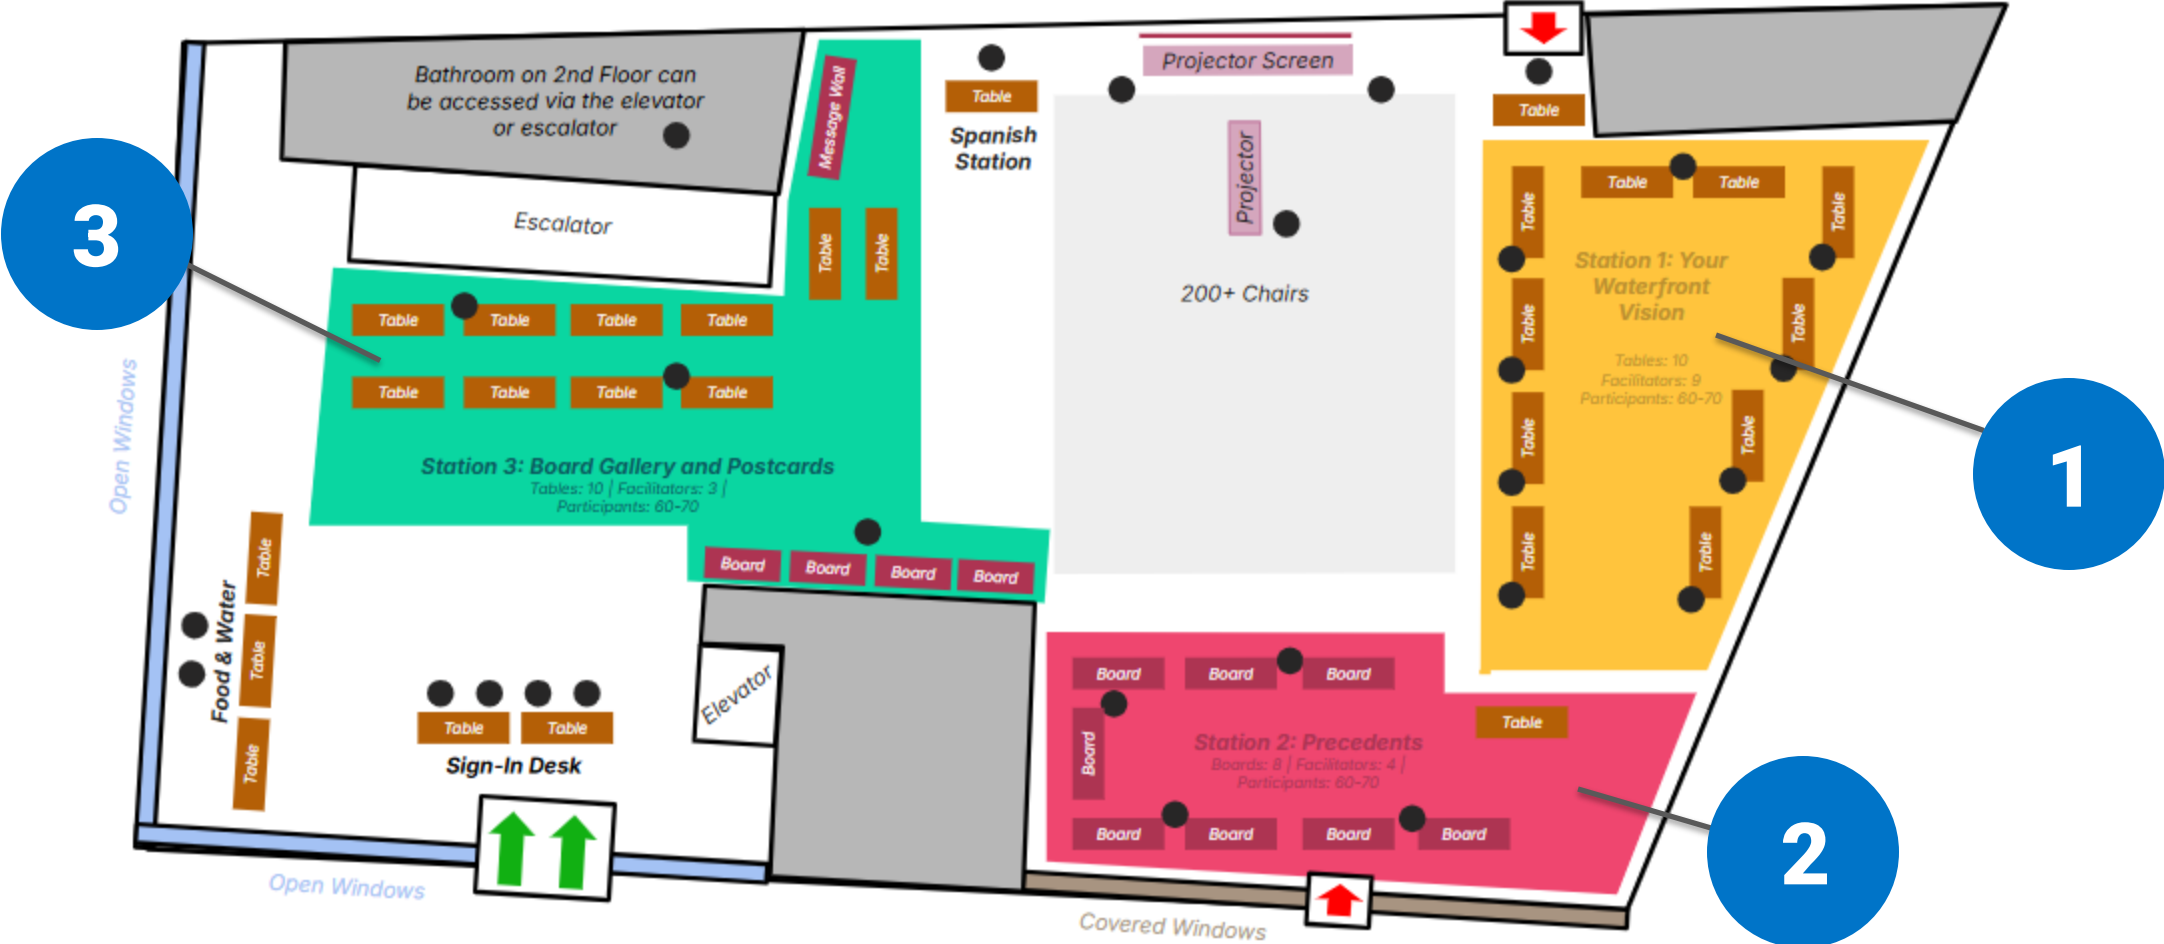 Bathroom on 2nd Floor can
be accessed via the elevator
or escalator
Escalator
Message Wall
Table
Table
Table
Spanish
Station
Projector Screen
Projector
200+ Chairs
Table
3
Open Windows
Table
Table
Table
Table
Table
Table
Table
Table
Station 3: Board Gallery and Postcards
Tables: 10 | Facilitators: 3 |
Participants: 60-70
Board
Board
Board
Board
Table
Table
Table
Table
Table
Table
Table
Table
Table
Table
Station 1: Your
Waterfront
Vision
Tables: 10
Facilitators: 9
Participants: 60-70
1
Food & Water
Table
Table
Table
Table
Table
Sign-In Desk
Elevator
Open Windows
Board
Board
Board
Board
Table
Station 2: Precedents
Boards: 8 | Facilitators: 4 |
Participants: 60-70
Board
Board
Board
Board
2
Covered Windows